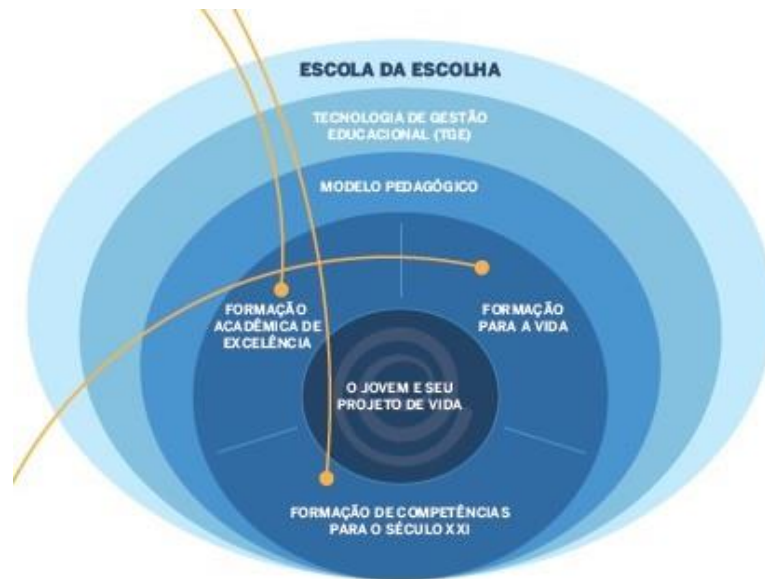 ESCOLA DA ESCOLHA
TECNOLOGIA DE GESTÃO
EDUCACIONAL (TGE)
MODELO PEDAGÓGICO
FORMAÇÃO
ACADÊMICA DE
EXCELÊNCIA
FORMAÇÃO
PARA A VIDA
O JOVEM E SEU
PROJETO DE VIDA
FORMAÇÃO DE COMPETÊNCIAS
PARA O SÉCULO XXI